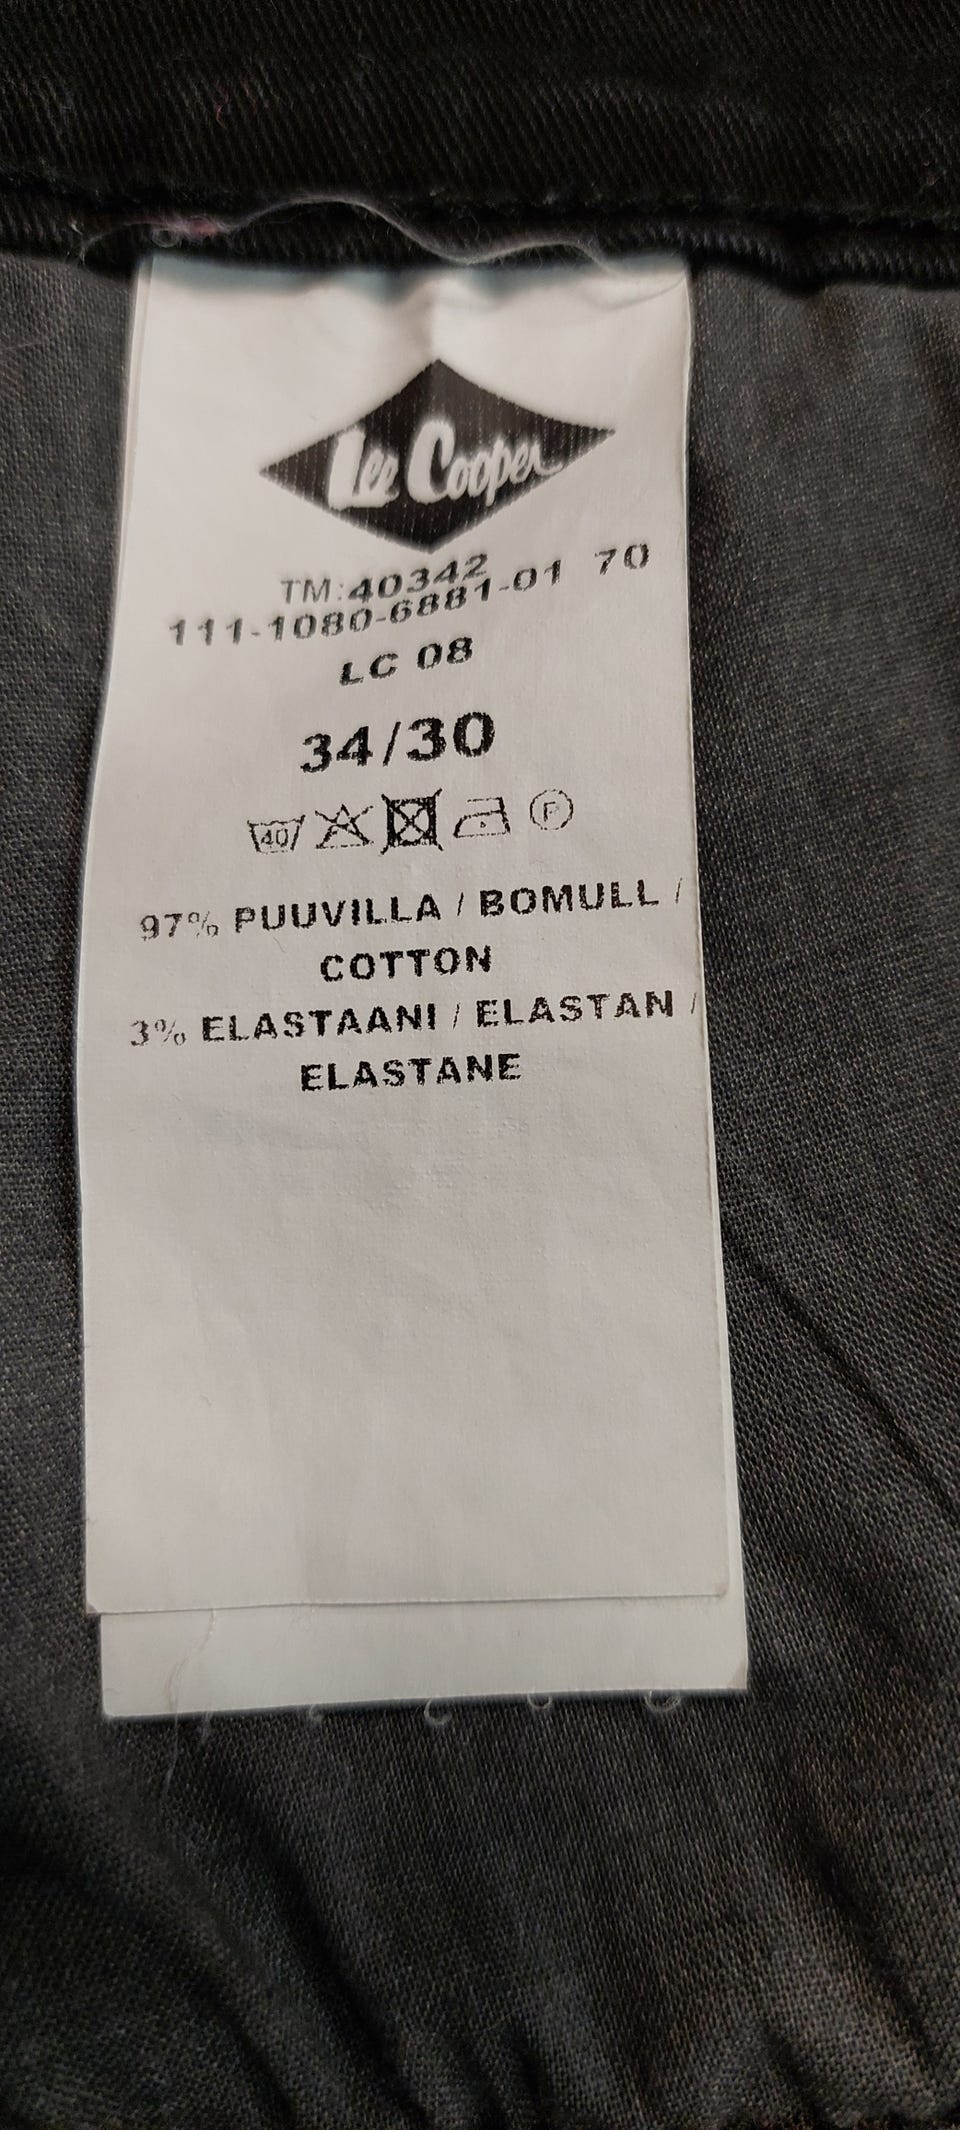 Lee Cooper
TM:40342
111-1080-6881-01 70
LC 08
34/30
40 F
97% PUUVILLA / BOMULL /
COTTON
3% ELASTAANI / ELASTAN /
ELASTANE